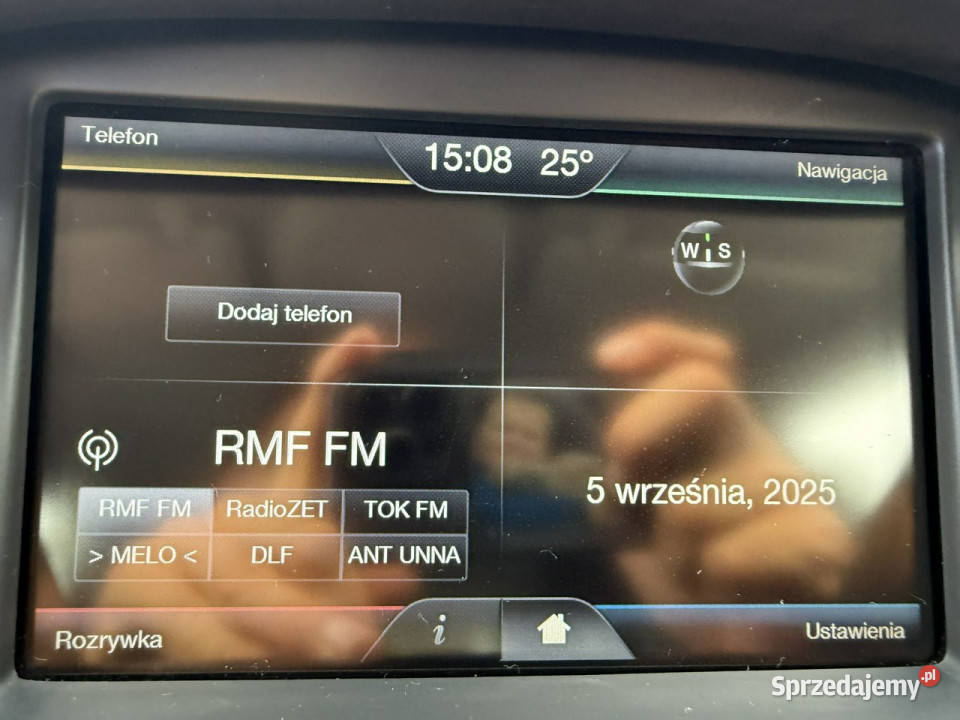 Telefon
15:08 25º
Nawigacja
W S
Dodaj telefon
RMF FM
RMF FM RadioZET TOK FM
> MELO < DLF ANT UNNA
5 września, 2025
Rozrywka
i
Ustawienia
Sprzedajemy.pl